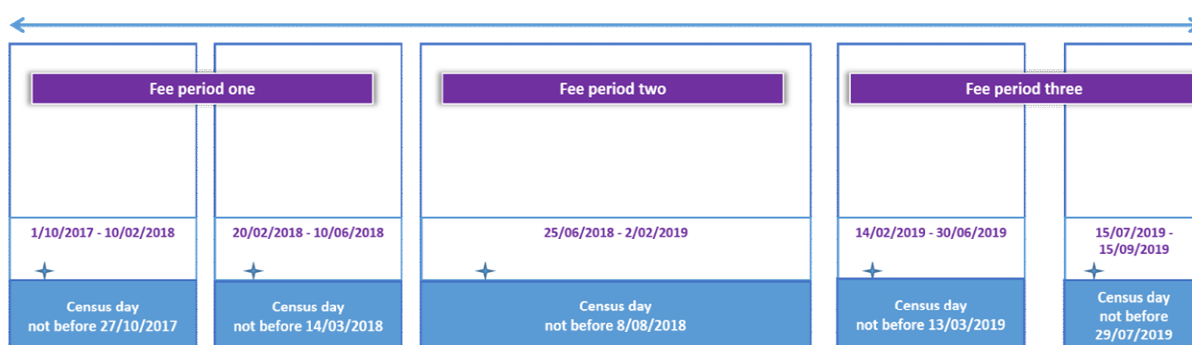 Fee period one
Fee period two
Fee period three
1/10/2017 - 10/02/2018
20/02/2018 - 10/06/2018
25/06/2018 - 2/02/2019
14/02/2019 - 30/06/2019
15/07/2019 -
15/09/2019
Census day
not before 27/10/2017
Census day
not before 14/03/2018
Census day
not before 8/08/2018
Census day
not before 13/03/2019
Census day
not before
29/07/2019